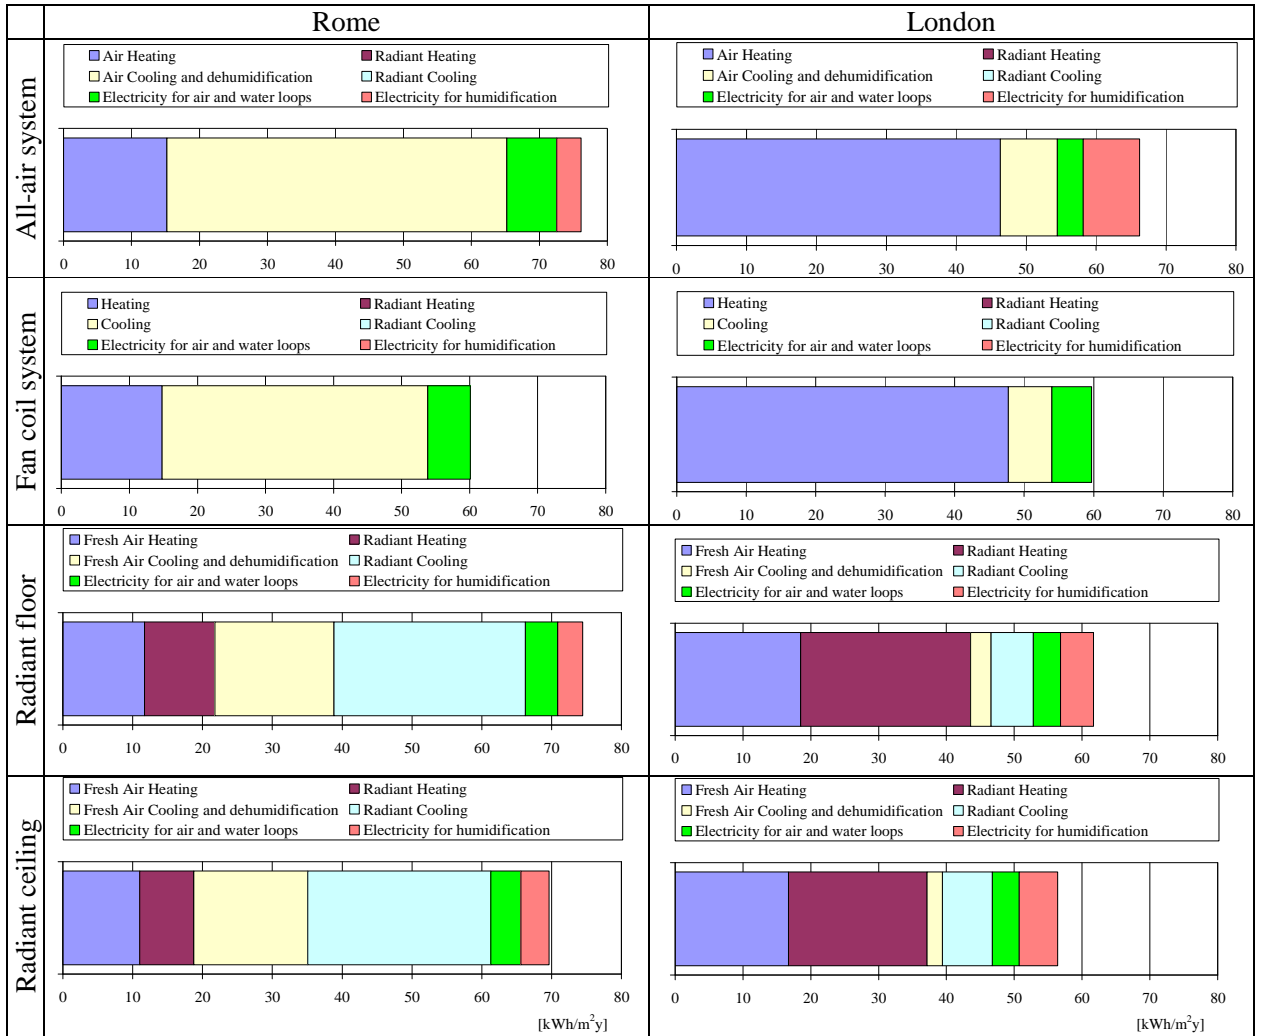 Rome London
All-air system
Air Heating Radiant Heating
Air Cooling and dehumidification Radiant Cooling
Electricity for air and water loops Electricity for humidification
0 10 20 30 40 50 60 70 80
Air Heating Radiant Heating
Air Cooling and dehumidification Radiant Cooling
Electricity for air and water loops Electricity for humidification
0 10 20 30 40 50 60 70 80
Fan coil system
Heating Radiant Heating
Cooling Radiant Cooling
Electricity for air and water loops Electricity for humidification
0 10 20 30 40 50 60 70 80
Heating Radiant Heating
Cooling Radiant Cooling
Electricity for air and water loops Electricity for humidification
0 10 20 30 40 50 60 70 80
Radiant floor
Fresh Air Heating Radiant Heating
Fresh Air Cooling and dehumidification Radiant Cooling
Electricity for air and water loops Electricity for humidification
0 10 20 30 40 50 60 70 80
Fresh Air Heating Radiant Heating
Fresh Air Cooling and dehumidification Radiant Cooling
Electricity for air and water loops Electricity for humidification
0 10 20 30 40 50 60 70 80
Radiant ceiling
Fresh Air Heating Radiant Heating
Fresh Air Cooling and dehumidification Radiant Cooling
Electricity for air and water loops Electricity for humidification
0 10 20 30 40 50 60 70 80
[kWh/m²y]
Fresh Air Heating Radiant Heating
Fresh Air Cooling and dehumidification Radiant Cooling
Electricity for air and water loops Electricity for humidification
0 10 20 30 40 50 60 70 80
[kWh/m²y]